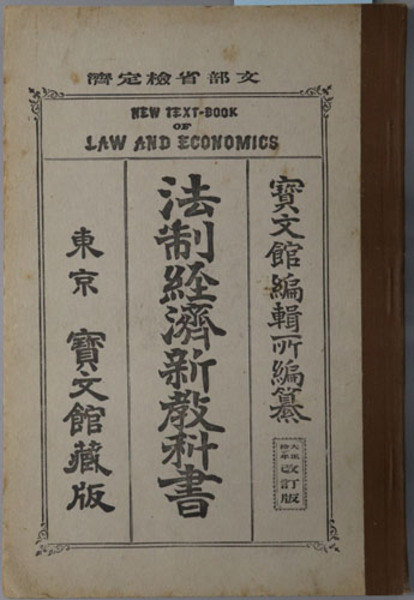 文部省檢定濟
NEW TEXT-BOOK
OF
LAW AND ECONOMICS
寶文館編輯所編纂
改訂版
法制経濟新教科書
東京 寶文館藏版